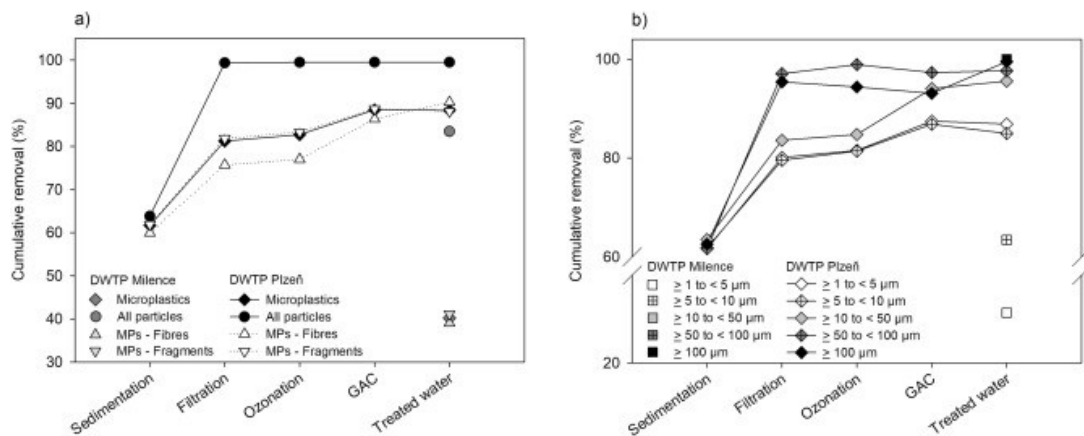 a)
100
90
80
70
60
50
40
30
Cumulative removal (%)
DWTP Milence DWTP Plzeň
Microplastics Microplastics
All particles All particles
MPs - Fibres MPs - Fibres
MPs - Fragments MPs - Fragments
Sedimentation
Filtration
Ozonation
GAC
Treated water
b)
100
80
60
20
Cumulative removal (%)
DWTP Milence DWTP Plzeň
≥ 1 to < 5 µm ≥ 1 to < 5 µm
≥ 5 to < 10 µm ≥ 5 to < 10 µm
≥ 10 to < 50 µm ≥ 10 to < 50 µm
≥ 50 to < 100 µm ≥ 50 to < 100 µm
≥ 100 µm ≥ 100 µm
Sedimentation
Filtration
Ozonation
GAC
Treated water